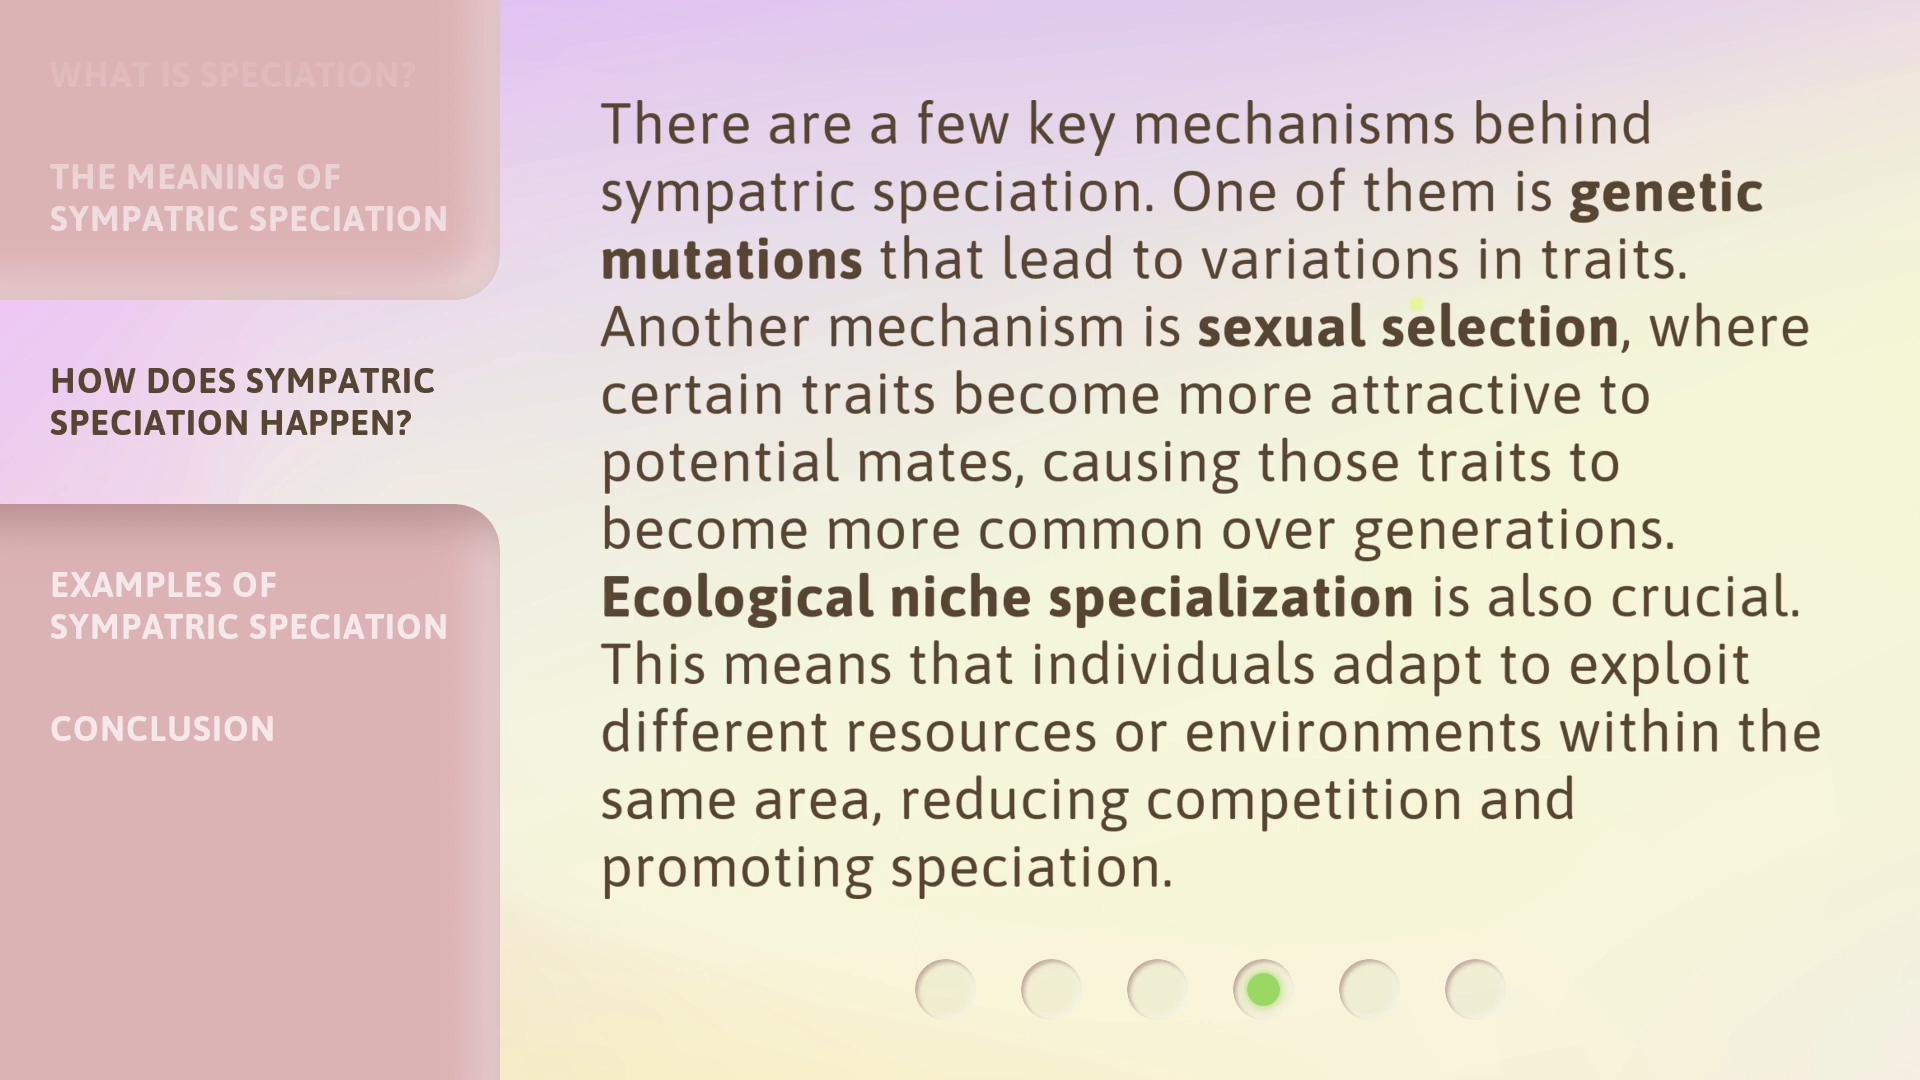 WHAT IS SPECIATION?
THE MEANING OF
SYMPATRIC SPECIATION
HOW DOES SYMPATRIC
SPECIATION HAPPEN?
EXAMPLES OF
SYMPATRIC SPECIATION
CONCLUSION
There are a few key mechanisms behind
sympatric speciation. One of them is genetic
mutations that lead to variations in traits.
Another mechanism is sexual selection, where
certain traits become more attractive to
potential mates, causing those traits to
become more common over generations.
Ecological niche specialization is also crucial.
This means that individuals adapt to exploit
different resources or environments within the
same area, reducing competition and
promoting speciation.